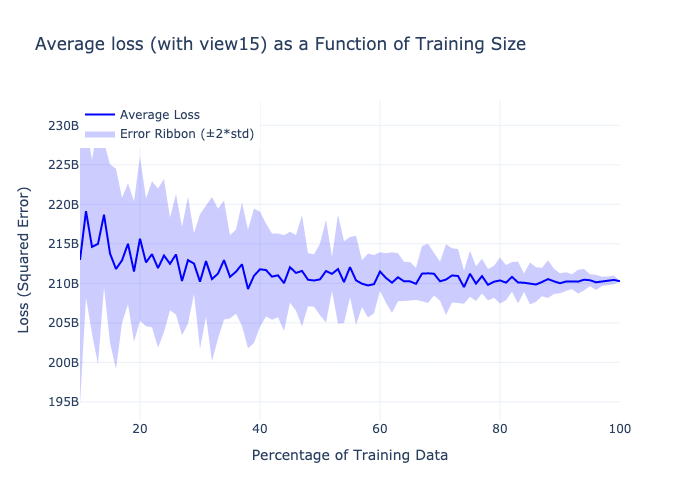 Average loss (with view15) as a Function of Training Size
Average Loss
Error Ribbon (±2*std)
230B
225B
220B
215B
210B
205B
200B
195B
Loss (Squared Error)
20 40 60 80 100
Percentage of Training Data